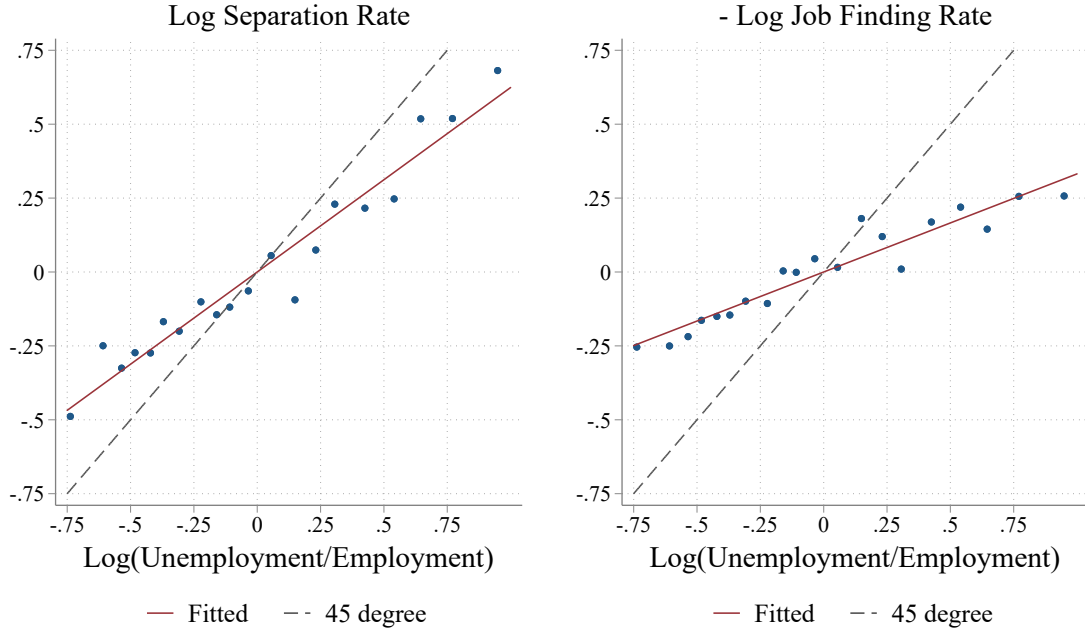 Log Separation Rate
.75
.5
.25
0
-.25
-.5
-.75
-.75 -.5 -.25 0 .25 .5 .75
Log(Unemployment/Employment)
Fitted 45 degree
- Log Job Finding Rate
.75
.5
.25
0
-.25
-.5
-.75
-.75 -.5 -.25 0 .25 .5 .75
Log(Unemployment/Employment)
Fitted 45 degree